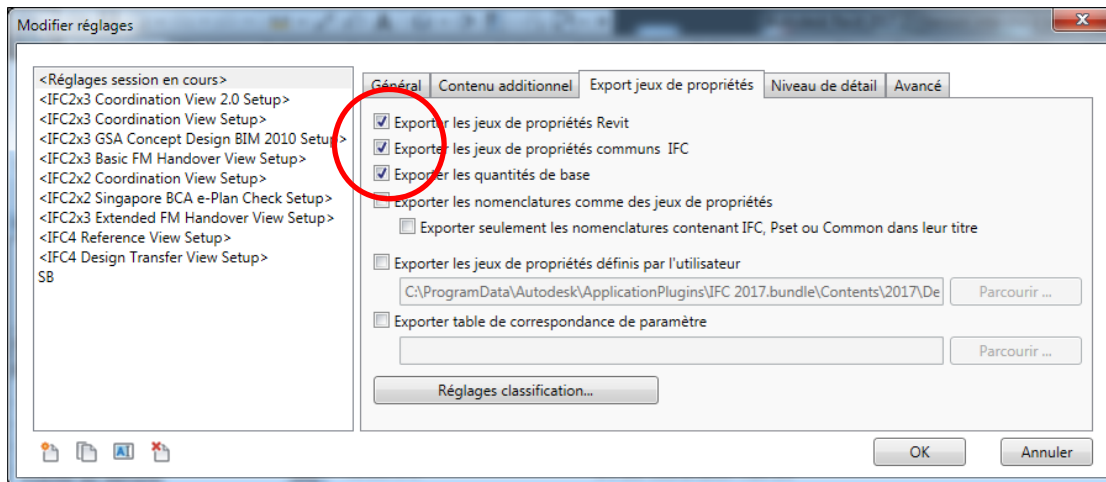 Modifier réglages
<Réglages session en cours>
<IFC2x3 Coordination View 2.0 Setup>
<IFC2x3 Coordination View Setup>
<IFC2x3 GSA Concept Design BIM 2010 Setup>
<IFC2x3 Basic FM Handover View Setup>
<IFC2x2 Coordination View Setup>
<IFC2x2 Singapore BCA e-Plan Check Setup>
<IFC2x3 Extended FM Handover View Setup>
<IFC4 Reference View Setup>
<IFC4 Design Transfer View Setup>
SB
Général Contenu additionnel Export jeux de propriétés Niveau de détail Avancé
Exporter les jeux de propriétés Revit
Exporter les jeux de propriétés communs IFC
Exporter les quantités de base
Exporter les nomenclatures comme des jeux de propriétés
Exporter seulement les nomenclatures contenant IFC, Pset ou Common dans leur titre
Exporter les jeux de propriétés définis par l'utilisateur
C:\ProgramData\Autodesk\ApplicationPlugins\IFC 2017.bundle\Contents\2017\De Parcourir ...
Exporter table de correspondance de paramètre
Parcourir ...
Réglages classification...
OK Annuler